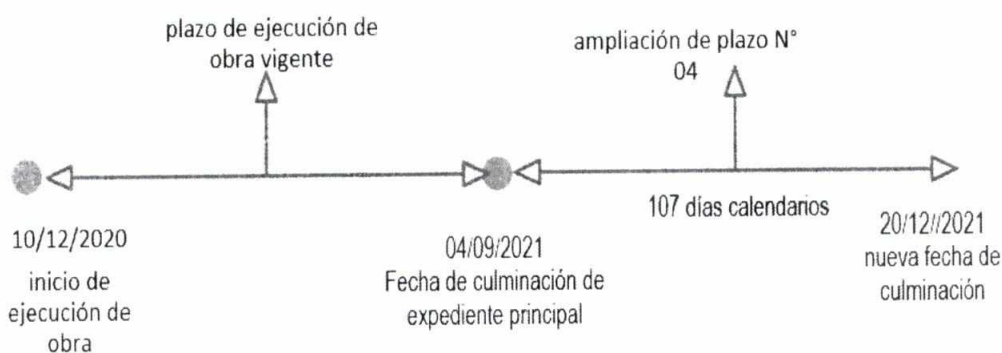 plazo de ejecución de
obra vigente
ampliación de plazo N°
04
107 días calendarios
10/12/2020
inicio de
ejecución de
obra
04/09/2021
Fecha de culminación de
expediente principal
20/12//2021
nueva fecha de
culminación